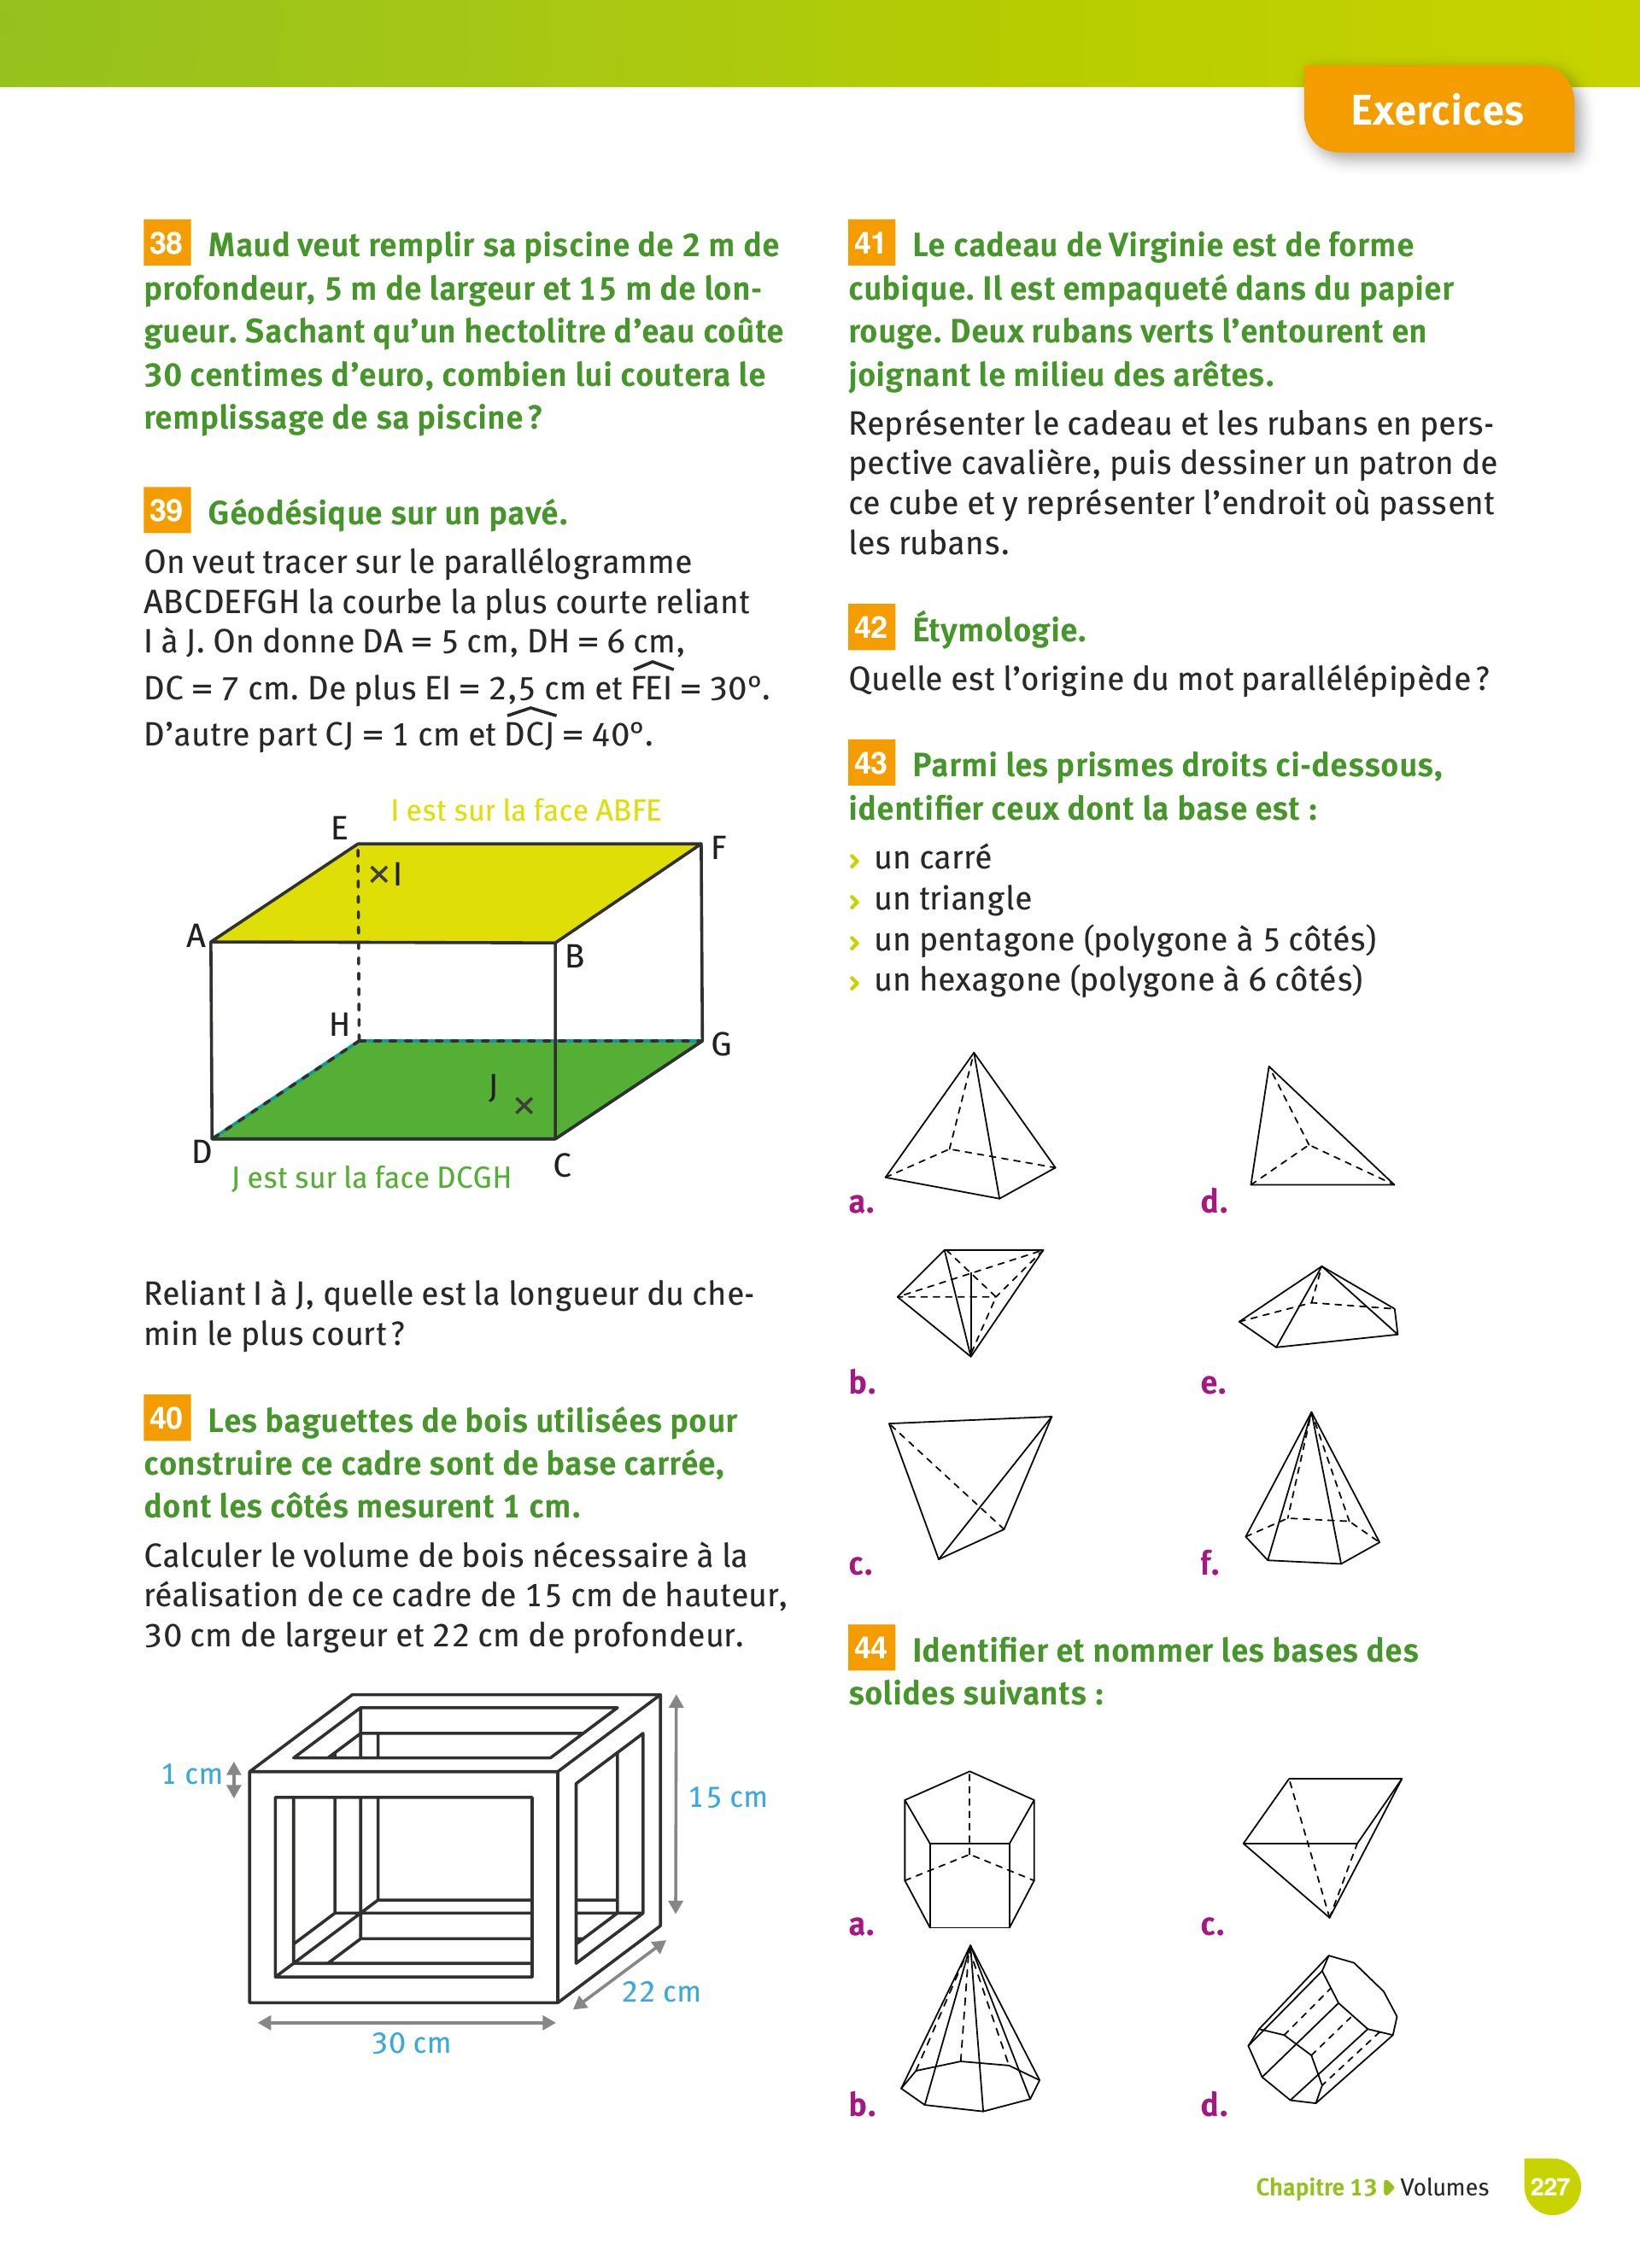 Exercices
38 Maud veut remplir sa piscine de 2 m de
profondeur, 5 m de largeur et 15 m de lon-
gueur. Sachant qu’un hectolitre d’eau coûte
30 centimes d’euro, combien lui coutera le
remplissage de sa piscine ?
39 Géodésique sur un pavé.
On veut tracer sur le parallélogramme
ABCDEFGH la courbe la plus courte reliant
I à J. On donne DA = 5 cm, DH = 6 cm,
DC = 7 cm. De plus EI = 2,5 cm et FEI = 30º.
D’autre part CJ = 1 cm et DCJ = 40º.
I est sur la face ABFE
E
F
×I
A
B
H
G
J
×
D
C
J est sur la face DCGH
Reliant I à J, quelle est la longueur du che-
min le plus court ?
40 Les baguettes de bois utilisées pour
construire ce cadre sont de base carrée,
dont les côtés mesurent 1 cm.
Calculer le volume de bois nécessaire à la
réalisation de ce cadre de 15 cm de hauteur,
30 cm de largeur et 22 cm de profondeur.
1 cm
15 cm
22 cm
30 cm
41 Le cadeau de Virginie est de forme
cubique. Il est empaqueté dans du papier
rouge. Deux rubans verts l’entourent en
joignant le milieu des arêtes.
Représenter le cadeau et les rubans en pers-
pective cavalière, puis dessiner un patron de
ce cube et y représenter l’endroit où passent
les rubans.
42 Étymologie.
Quelle est l’origine du mot parallélépipède ?
43 Parmi les prismes droits ci-dessous,
identifier ceux dont la base est :
› un carré
› un triangle
› un pentagone (polygone à 5 côtés)
› un hexagone (polygone à 6 côtés)
a.
d.
b.
e.
c.
f.
44 Identifier et nommer les bases des
solides suivants :
a.
c.
b.
d.
Chapitre 13 Volumes 227